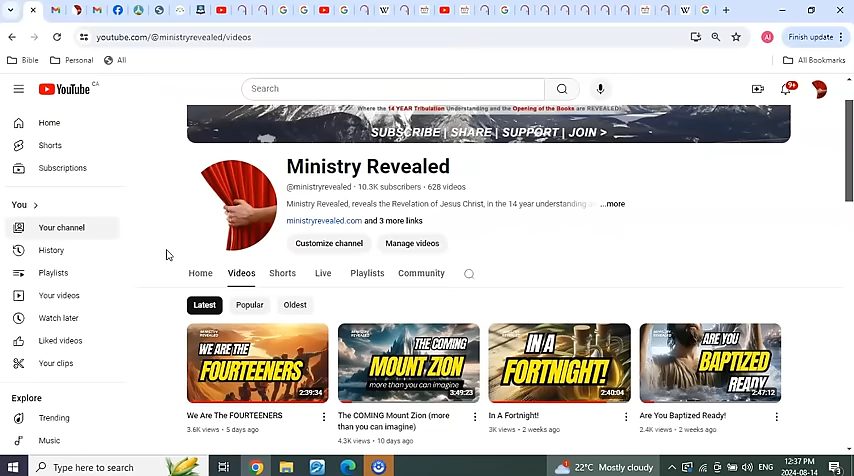 Finish update
youtube.com/@ministryrevealed/videos
Bible
Personal
All
All Bookmarks
YouTube CA
Search
9+
Where the 14 YEAR Tribulation Understanding and the Opening of the Books are REVEALED!
SUBSCRIBE | SHARE | SUPPORT | JOIN >
Home
Shorts
Subscriptions
You
Your channel
History
Playlists
Your videos
Watch later
Liked videos
Your clips
Explore
Trending
Music
Ministry Revealed
@ministryrevealed • 10.3K subscribers • 628 videos
Ministry Revealed, reveals the Revelation of Jesus Christ, in the 14 year understanding ...more
ministryrevealed.com and 3 more links
Customize channel
Manage videos
Home Videos Shorts Live Playlists Community
Latest Popular Oldest
WE ARE THE
FOURTEENERS
2:39:34
We Are The FOURTEENERS
3.6K views • 5 days ago
THE COMING
MOUNT ZION
more than you can imagine
3:49:23
The COMING Mount Zion (more
than you can imagine)
4.3K views • 10 days ago
IN A
FORTNIGHT!
2:40:04
In A Fortnight!
3K views • 2 weeks ago
ARE YOU
BAPTIZED
READY
2:47:12
Are You Baptized Ready!
2.4K views • 2 weeks ago
Type here to search
22°C Mostly cloudy
ENG
12:37 PM
2024-08-14